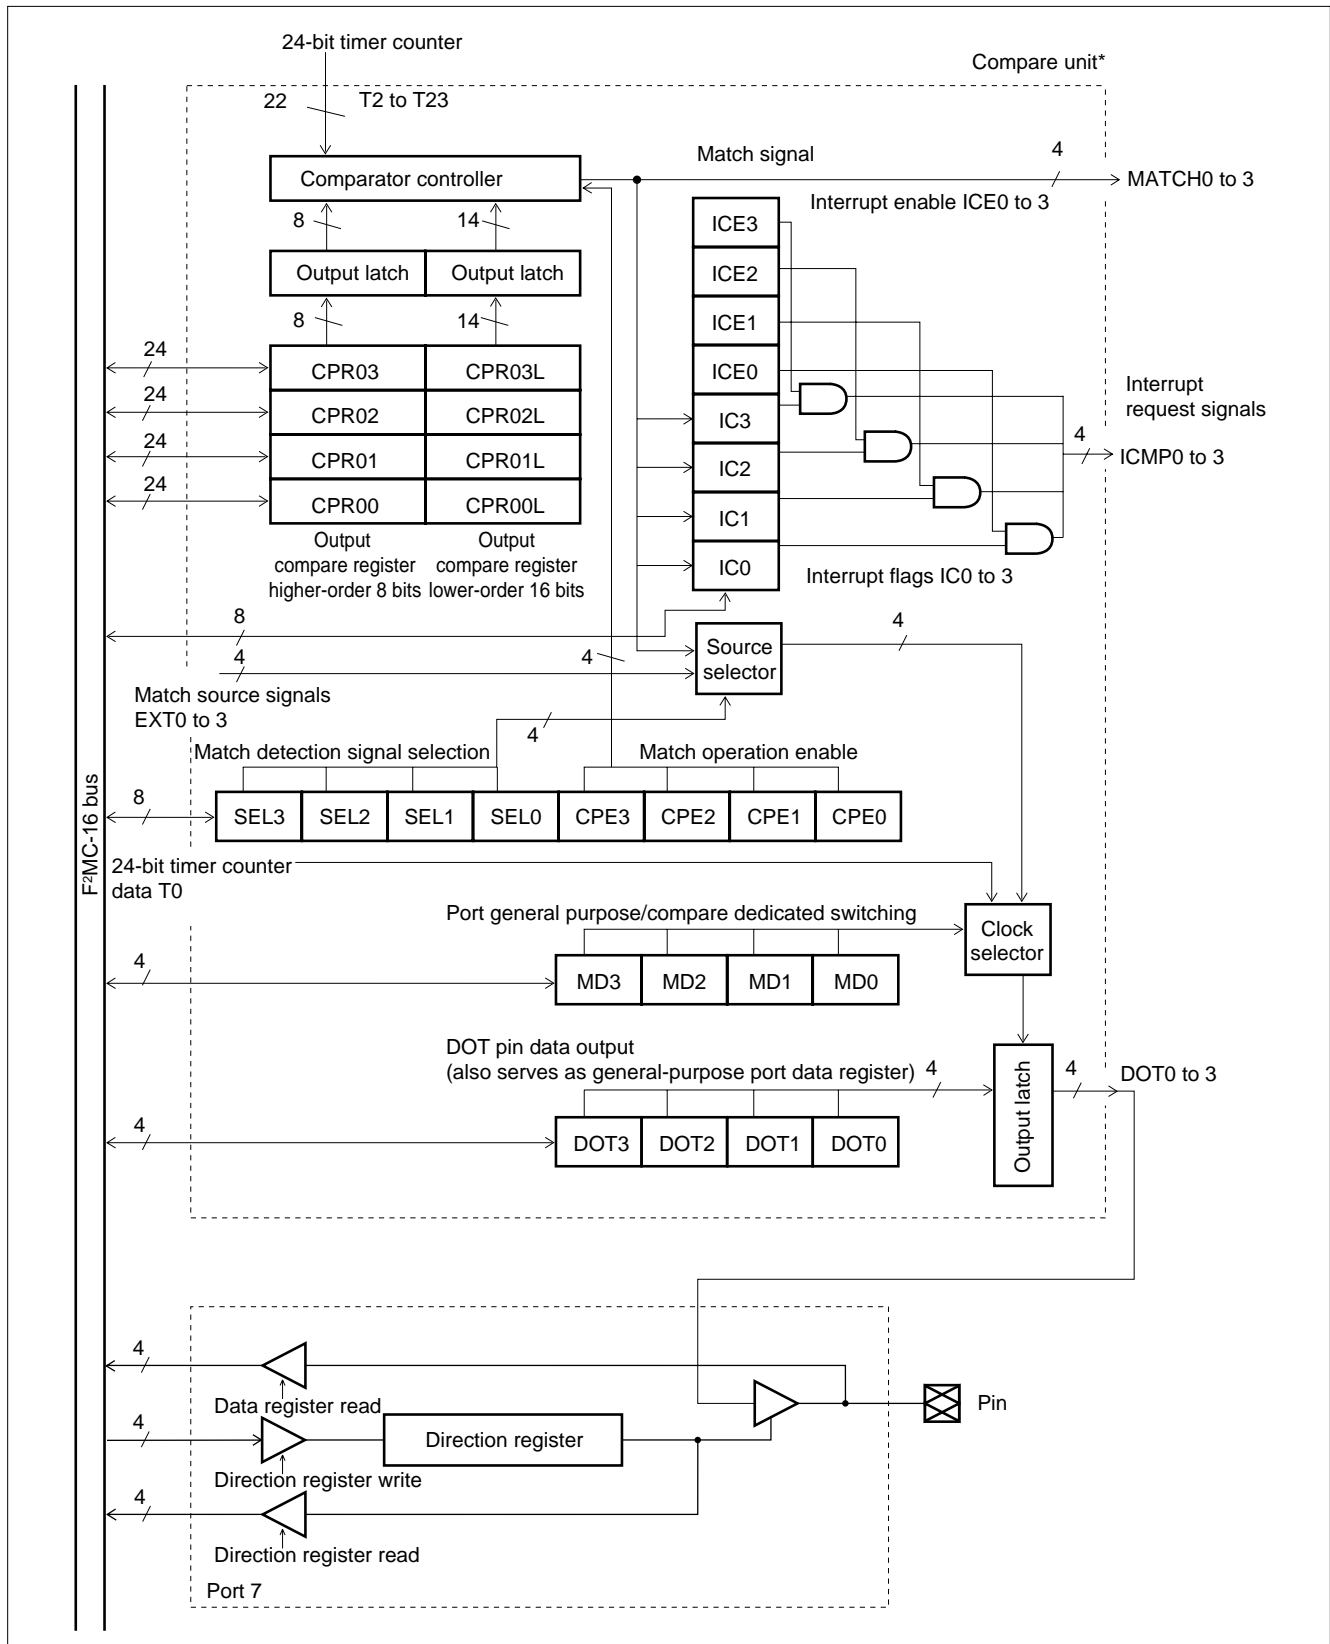 24-bit timer counter
Compare unit*
22
T2 to T23
Match signal
4
Comparator controller
MATCH0 to 3
Interrupt enable ICE0 to 3
8
14
ICE3
Output latch
Output latch
ICE2
8
14
ICE1
24
CPR03
CPR03L
ICE0
Interrupt
request signals
24
CPR02
CPR02L
IC3
4
24
CPR01
CPR01L
IC2
ICMP0 to 3
24
CPR00
CPR00L
IC1
Output
compare register
higher-order 8 bits
Output
compare register
lower-order 16 bits
IC0
Interrupt flags IC0 to 3
8
4
4
4
Source
selector
Match source signals
EXT0 to 3
4
Match detection signal selection
Match operation enable
8
SEL3
SEL2
SEL1
SEL0
CPE3
CPE2
CPE1
CPE0
F²MC-16 bus
24-bit timer counter
data T0
Port general purpose/compare dedicated switching
Clock
selector
4
MD3
MD2
MD1
MD0
DOT pin data output
(also serves as general-purpose port data register)
4
4
DOT0 to 3
Output latch
4
DOT3
DOT2
DOT1
DOT0
4
Data register read
Pin
4
Direction register
Direction register write
4
Direction register read
Port 7